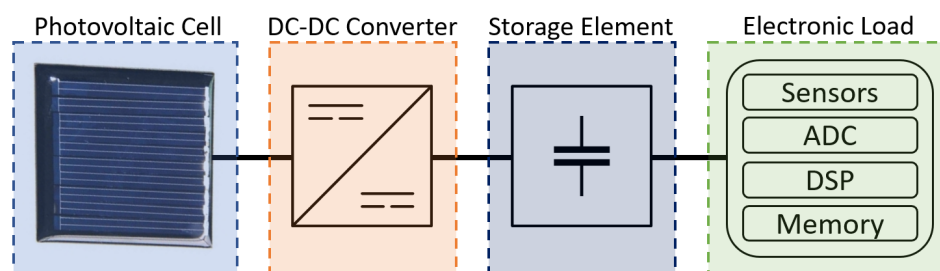 Photovoltaic Cell
DC-DC Converter
Storage Element
Electronic Load
Sensors
ADC
DSP
Memory